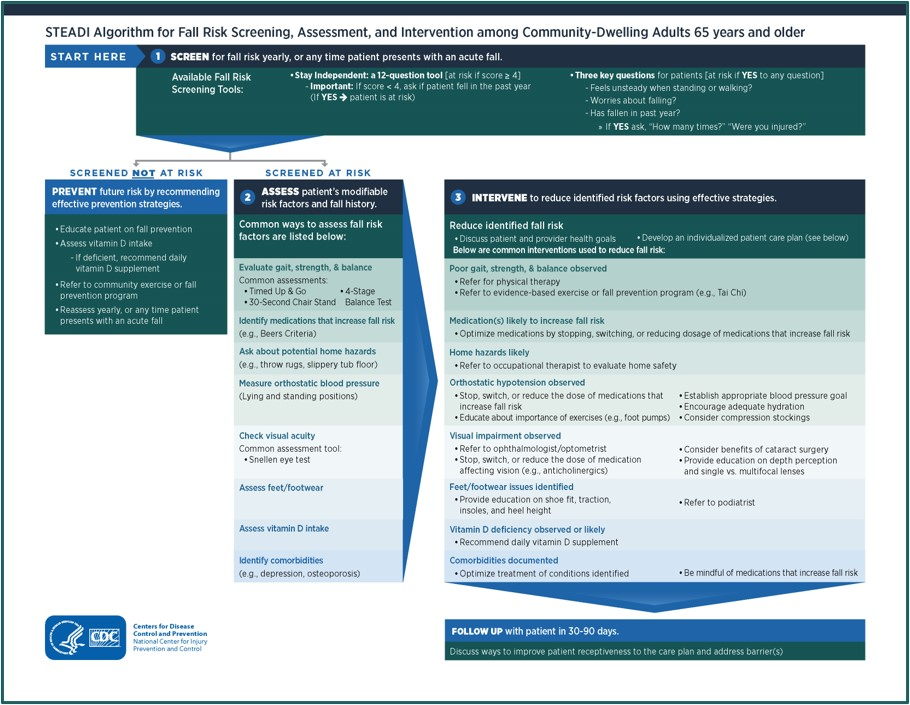 STEADI Algorithm for Fall Risk Screening, Assessment, and Intervention among Community-Dwelling Adults 65 years and older
START HERE
1 SCREEN for fall risk yearly, or any time patient presents with an acute fall.
Available Fall Risk
Screening Tools:
• Stay Independent: a 12-question tool [at risk if score ≥ 4]
- Important: If score < 4, ask if patient fell in the past year
(If YES ➔ patient is at risk)
• Three key questions for patients [at risk if YES to any question]
- Feels unsteady when standing or walking?
- Worries about falling?
- Has fallen in past year?
» If YES ask, “How many times?” “Were you injured?”
SCREENED NOT AT RISK
PREVENT future risk by recommending
effective prevention strategies.
• Educate patient on fall prevention
• Assess vitamin D intake
- If deficient, recommend daily
vitamin D supplement
• Refer to community exercise or fall
prevention program
• Reassess yearly, or any time patient
presents with an acute fall
SCREENED AT RISK
2 ASSESS patient’s modifiable
risk factors and fall history.
Common ways to assess fall risk
factors are listed below:
Evaluate gait, strength, & balance
Common assessments:
• Timed Up & Go • 4-Stage
• 30-Second Chair Stand Balance Test
Identify medications that increase fall risk
(e.g., Beers Criteria)
Ask about potential home hazards
(e.g., throw rugs, slippery tub floor)
Measure orthostatic blood pressure
(Lying and standing positions)
Check visual acuity
Common assessment tool:
• Snellen eye test
Assess feet/footwear
Assess vitamin D intake
Identify comorbidities
(e.g., depression, osteoporosis)
3 INTERVENE to reduce identified risk factors using effective strategies.
Reduce identified fall risk
• Discuss patient and provider health goals • Develop an individualized patient care plan (see below)
Below are common interventions used to reduce fall risk:
Poor gait, strength, & balance observed
• Refer for physical therapy
• Refer to evidence-based exercise or fall prevention program (e.g., Tai Chi)
Medication(s) likely to increase fall risk
• Optimize medications by stopping, switching, or reducing dosage of medications that increase fall risk
Home hazards likely
• Refer to occupational therapist to evaluate home safety
Orthostatic hypotension observed
• Stop, switch, or reduce the dose of medications that
increase fall risk
• Educate about importance of exercises (e.g., foot pumps)
• Establish appropriate blood pressure goal
• Encourage adequate hydration
• Consider compression stockings
Visual impairment observed
• Refer to ophthalmologist/optometrist
• Stop, switch, or reduce the dose of medication
affecting vision (e.g., anticholinergics)
• Consider benefits of cataract surgery
• Provide education on depth perception
and single vs. multifocal lenses
Feet/footwear issues identified
• Provide education on shoe fit, traction,
insoles, and heel height
• Refer to podiatrist
Vitamin D deficiency observed or likely
• Recommend daily vitamin D supplement
Comorbidities documented
• Optimize treatment of conditions identified
• Be mindful of medications that increase fall risk
FOLLOW UP with patient in 30-90 days.
Discuss ways to improve patient receptiveness to the care plan and address barrier(s)
CDC
Centers for Disease
Control and Prevention
National Center for Injury
Prevention and Control